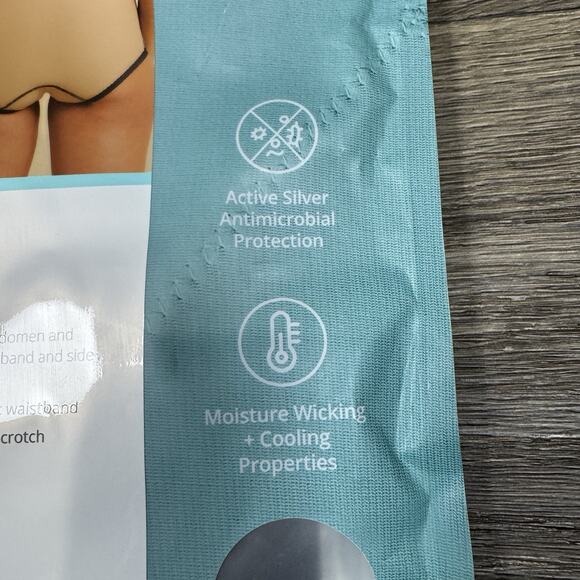 Active Silver
Antimicrobial
Protection
domen and
band and side
waistband
crotch
Moisture Wicking
+ Cooling
Properties